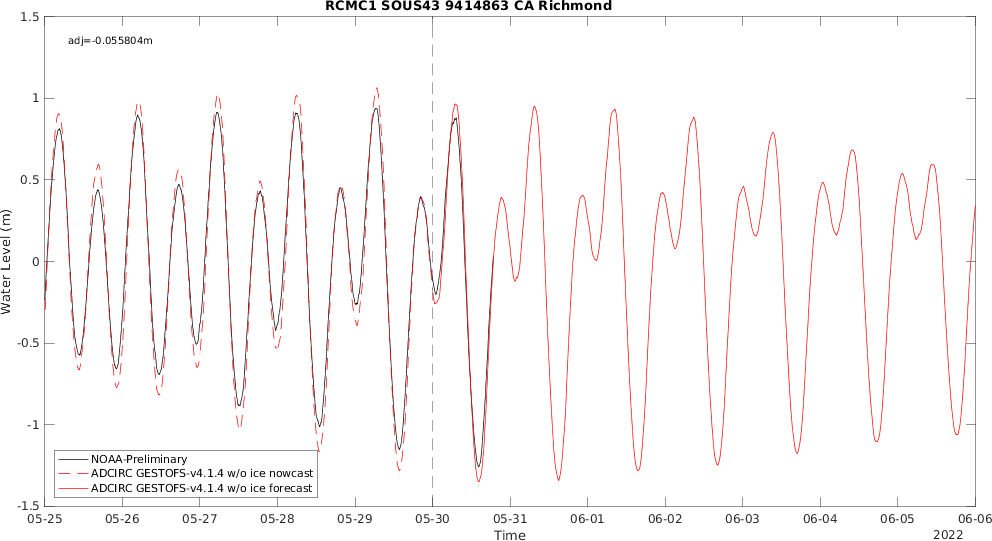 RCMC1 SOUS43 9414863 CA Richmond
adj=-0.055804m
1.5
1
0.5
0
-0.5
-1
-1.5
Water Level (m)
NOAA-Preliminary
ADCIRC GESTOFS-v4.1.4 w/o ice nowcast
ADCIRC GESTOFS-v4.1.4 w/o ice forecast
05-25 05-26 05-27 05-28 05-29 05-30 05-31 06-01 06-02 06-03 06-04 06-05 06-06
Time
2022